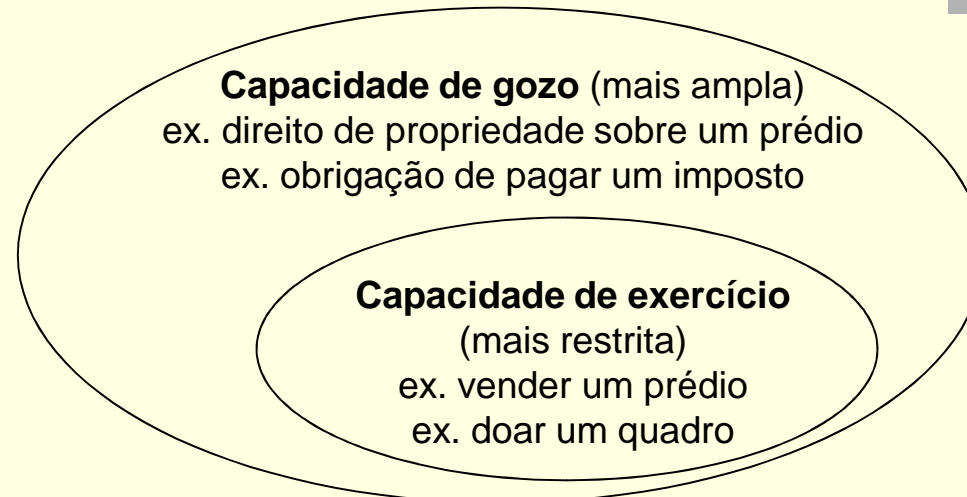 Capacidade de gozo (mais ampla)
ex. direito de propriedade sobre um prédio
ex. obrigação de pagar um imposto
Capacidade de exercício
(mais restrita)
ex. vender um prédio
ex. doar um quadro